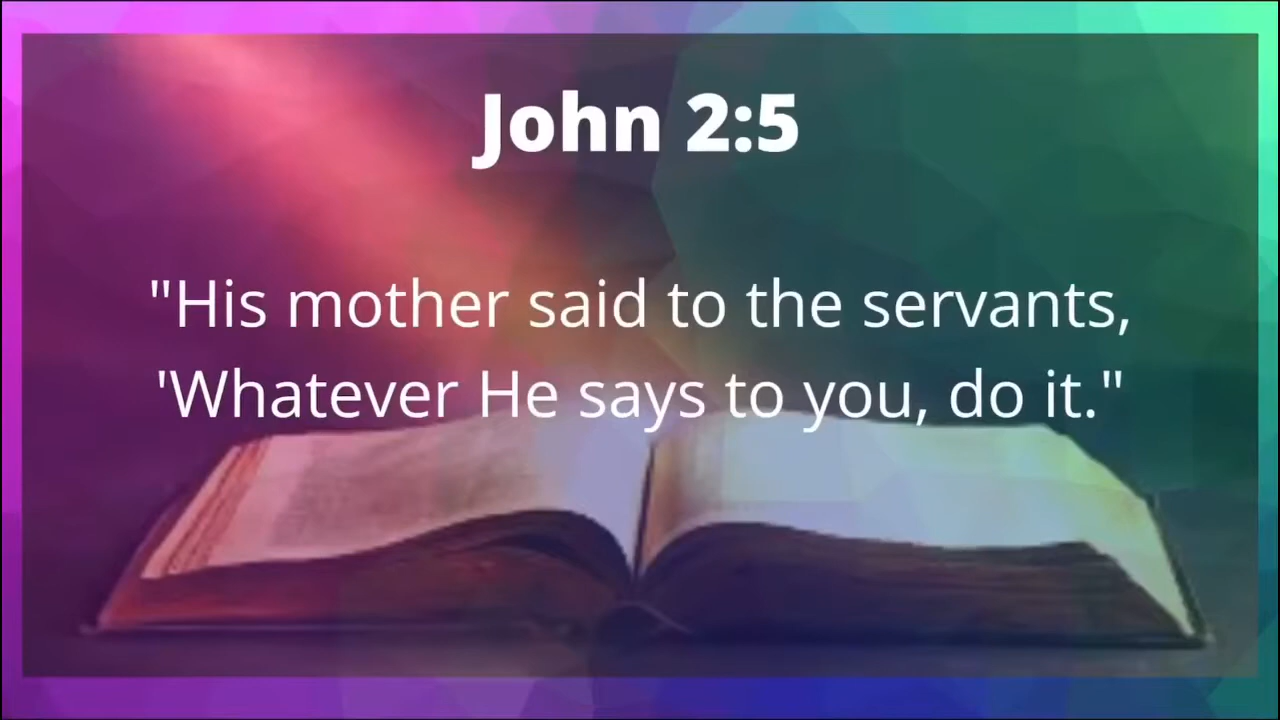 John 2:5
"His mother said to the servants,
'Whatever He says to you, do it."